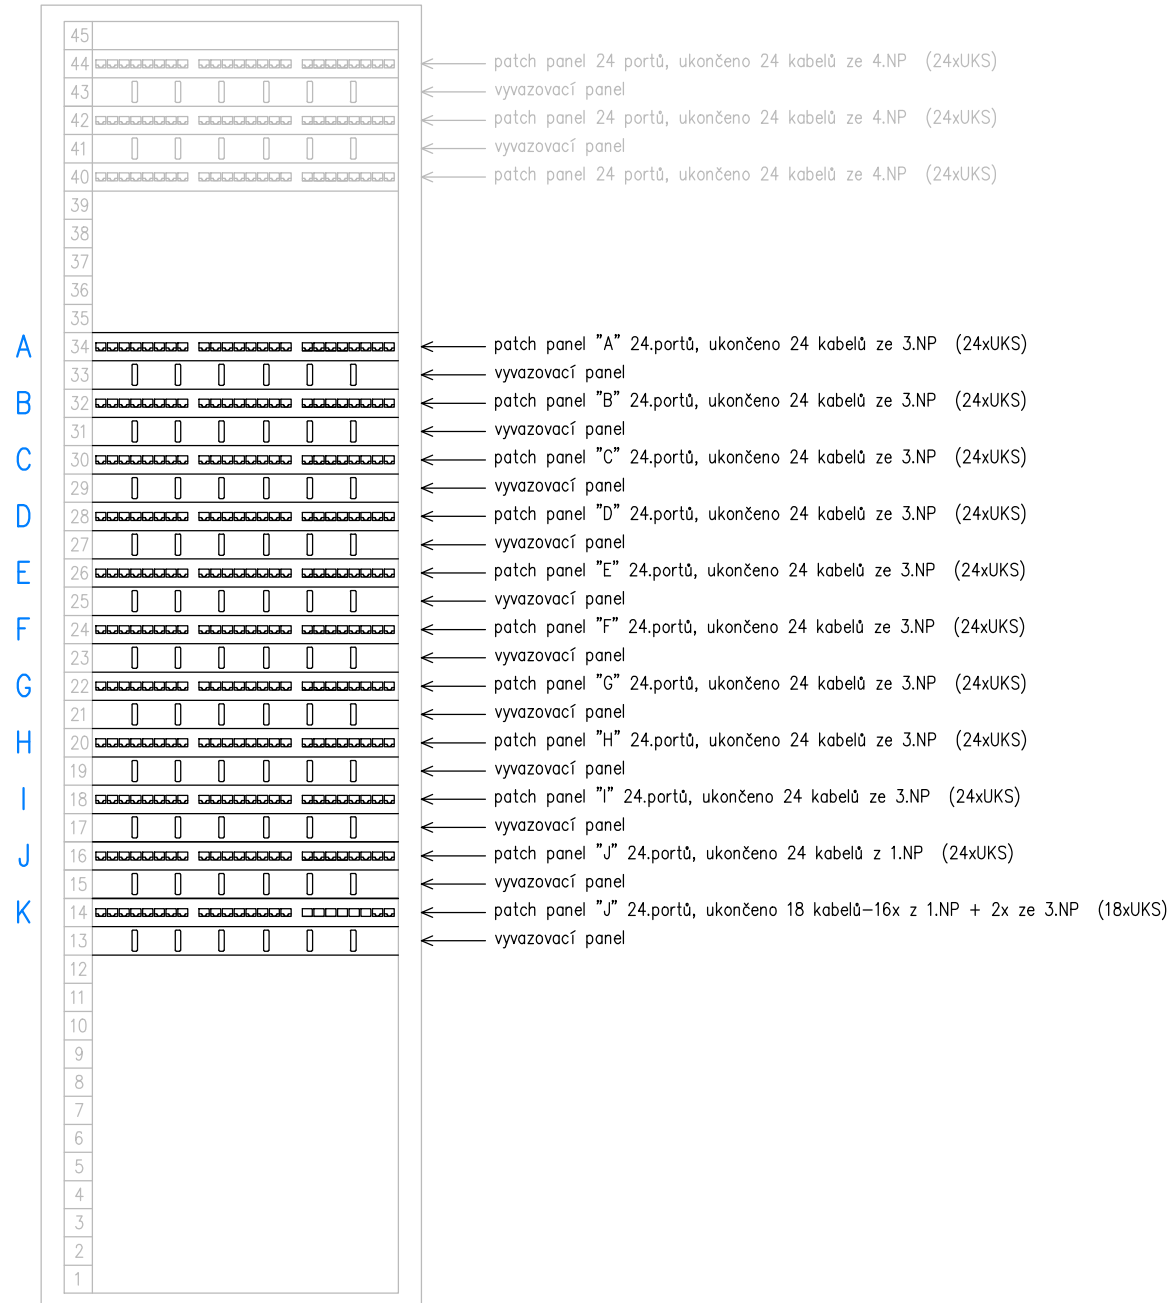 45
44 patch panel 24 portů, ukončeno 24 kabelů ze 4.NP (24xUKS)
43 vyvazovací panel
42 patch panel 24 portů, ukončeno 24 kabelů ze 4.NP (24xUKS)
41 vyvazovací panel
40 patch panel 24 portů, ukončeno 24 kabelů ze 4.NP (24xUKS)
39
38
37
36
35
A 34 patch panel "A" 24.portů, ukončeno 24 kabelů ze 3.NP (24xUKS)
33 vyvazovací panel
B 32 patch panel "B" 24.portů, ukončeno 24 kabelů ze 3.NP (24xUKS)
31 vyvazovací panel
C 30 patch panel "C" 24.portů, ukončeno 24 kabelů ze 3.NP (24xUKS)
29 vyvazovací panel
D 28 patch panel "D" 24.portů, ukončeno 24 kabelů ze 3.NP (24xUKS)
27 vyvazovací panel
E 26 patch panel "E" 24.portů, ukončeno 24 kabelů ze 3.NP (24xUKS)
25 vyvazovací panel
F 24 patch panel "F" 24.portů, ukončeno 24 kabelů ze 3.NP (24xUKS)
23 vyvazovací panel
G 22 patch panel "G" 24.portů, ukončeno 24 kabelů ze 3.NP (24xUKS)
21 vyvazovací panel
H 20 patch panel "H" 24.portů, ukončeno 24 kabelů ze 3.NP (24xUKS)
19 vyvazovací panel
I 18 patch panel "I" 24.portů, ukončeno 24 kabelů ze 3.NP (24xUKS)
17 vyvazovací panel
J 16 patch panel "J" 24.portů, ukončeno 24 kabelů z 1.NP (24xUKS)
15 vyvazovací panel
K 14 patch panel "J" 24.portů, ukončeno 18 kabelů-16x z 1.NP + 2x ze 3.NP (18xUKS)
13 vyvazovací panel
12
11
10
9
8
7
6
5
4
3
2
1